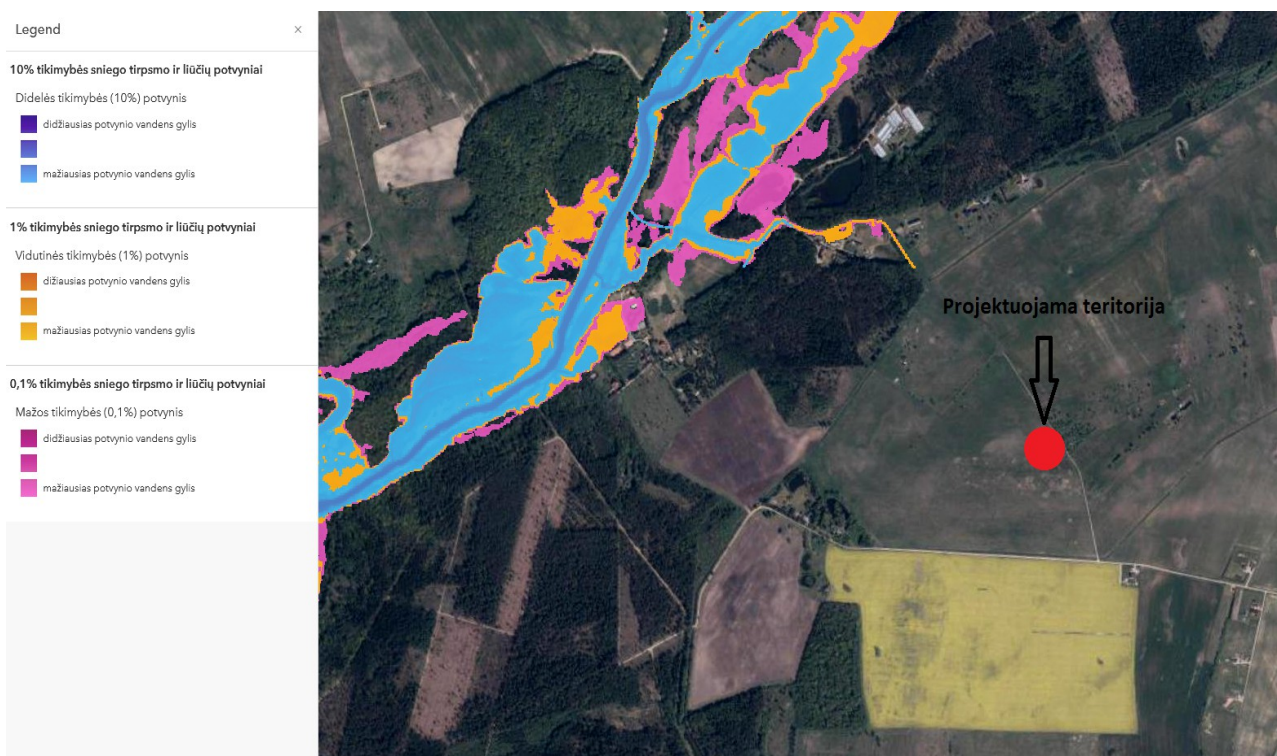 Legend ×
10% tikimybės sniego tirpsmo ir liūčių potvyniai
Didelės tikimybės (10%) potvynis
didžiausias potvynio vandens gylis
mažiausias potvynio vandens gylis
1% tikimybės sniego tirpsmo ir liūčių potvyniai
Vidutinės tikimybės (1%) potvynis
didžiausias potvynio vandens gylis
mažiausias potvynio vandens gylis
0,1% tikimybės sniego tirpsmo ir liūčių potvyniai
Mažos tikimybės (0,1%) potvynis
didžiausias potvynio vandens gylis
mažiausias potvynio vandens gylis
Projektuojama teritorija